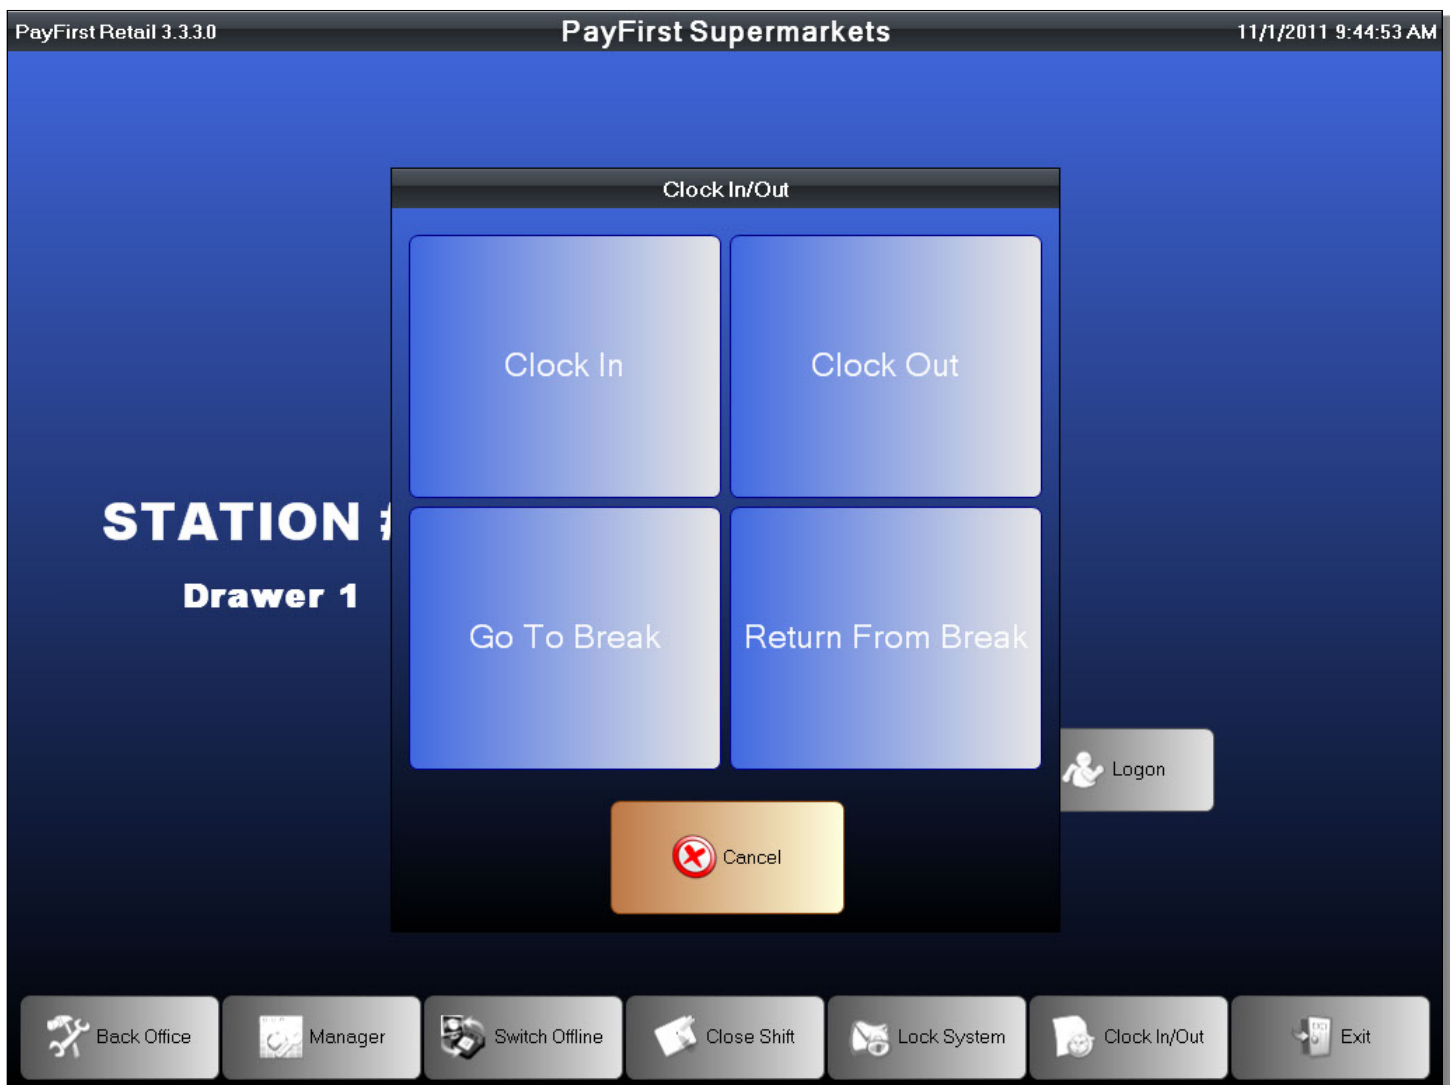 PayFirst Retail 3.3.3.0
PayFirst Supermarkets
11/1/2011 9:44:53 AM
Clock In/Out
Clock In
Clock Out
STATION #
Drawer 1
Go To Break
Return From Break
Logon
Cancel
Back Office
Manager
Switch Offline
Close Shift
Lock System
Clock In/Out
Exit